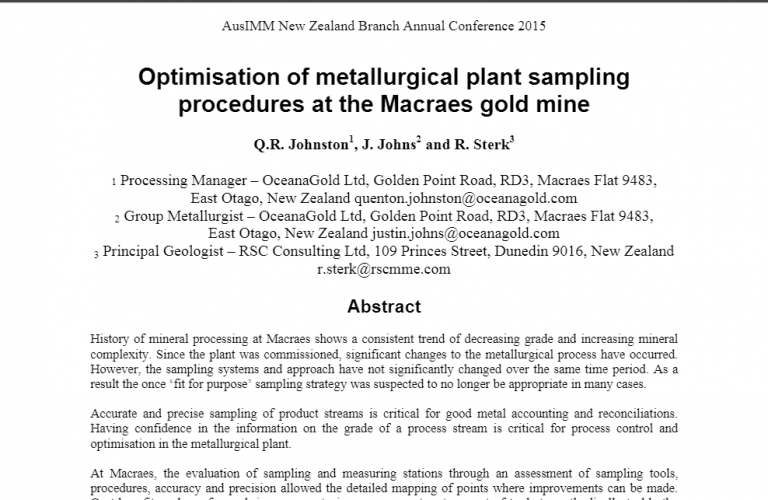 AusIMM New Zealand Branch Annual Conference 2015
Optimisation of metallurgical plant sampling
procedures at the Macraes gold mine
Q.R. Johnston1, J. Johns2 and R. Sterk3
1 Processing Manager – OceanaGold Ltd, Golden Point Road, RD3, Macraes Flat 9483,
East Otago, New Zealand quenton.johnston@oceanagold.com
2 Group Metallurgist – OceanaGold Ltd, Golden Point Road, RD3, Macraes Flat 9483,
East Otago, New Zealand justin.johns@oceanagold.com
3 Principal Geologist – RSC Consulting Ltd, 109 Princes Street, Dunedin 9016, New Zealand
r.sterk@rscmme.com
Abstract
History of mineral processing at Macraes shows a consistent trend of decreasing grade and increasing mineral
complexity. Since the plant was commissioned, significant changes to the metallurgical process have occurred.
However, the sampling systems and approach have not significantly changed over the same time period. As a
result the once ‘fit for purpose’ sampling strategy was suspected to no longer be appropriate in many cases.
Accurate and precise sampling of product streams is critical for good metal accounting and reconciliations.
Having confidence in the information on the grade of a process stream is critical for process control and
optimisation in the metallurgical plant.
At Macraes, the evaluation of sampling and measuring stations through an assessment of sampling tools,
procedures, accuracy and precision allowed the detailed mapping of points where improvements can be made.